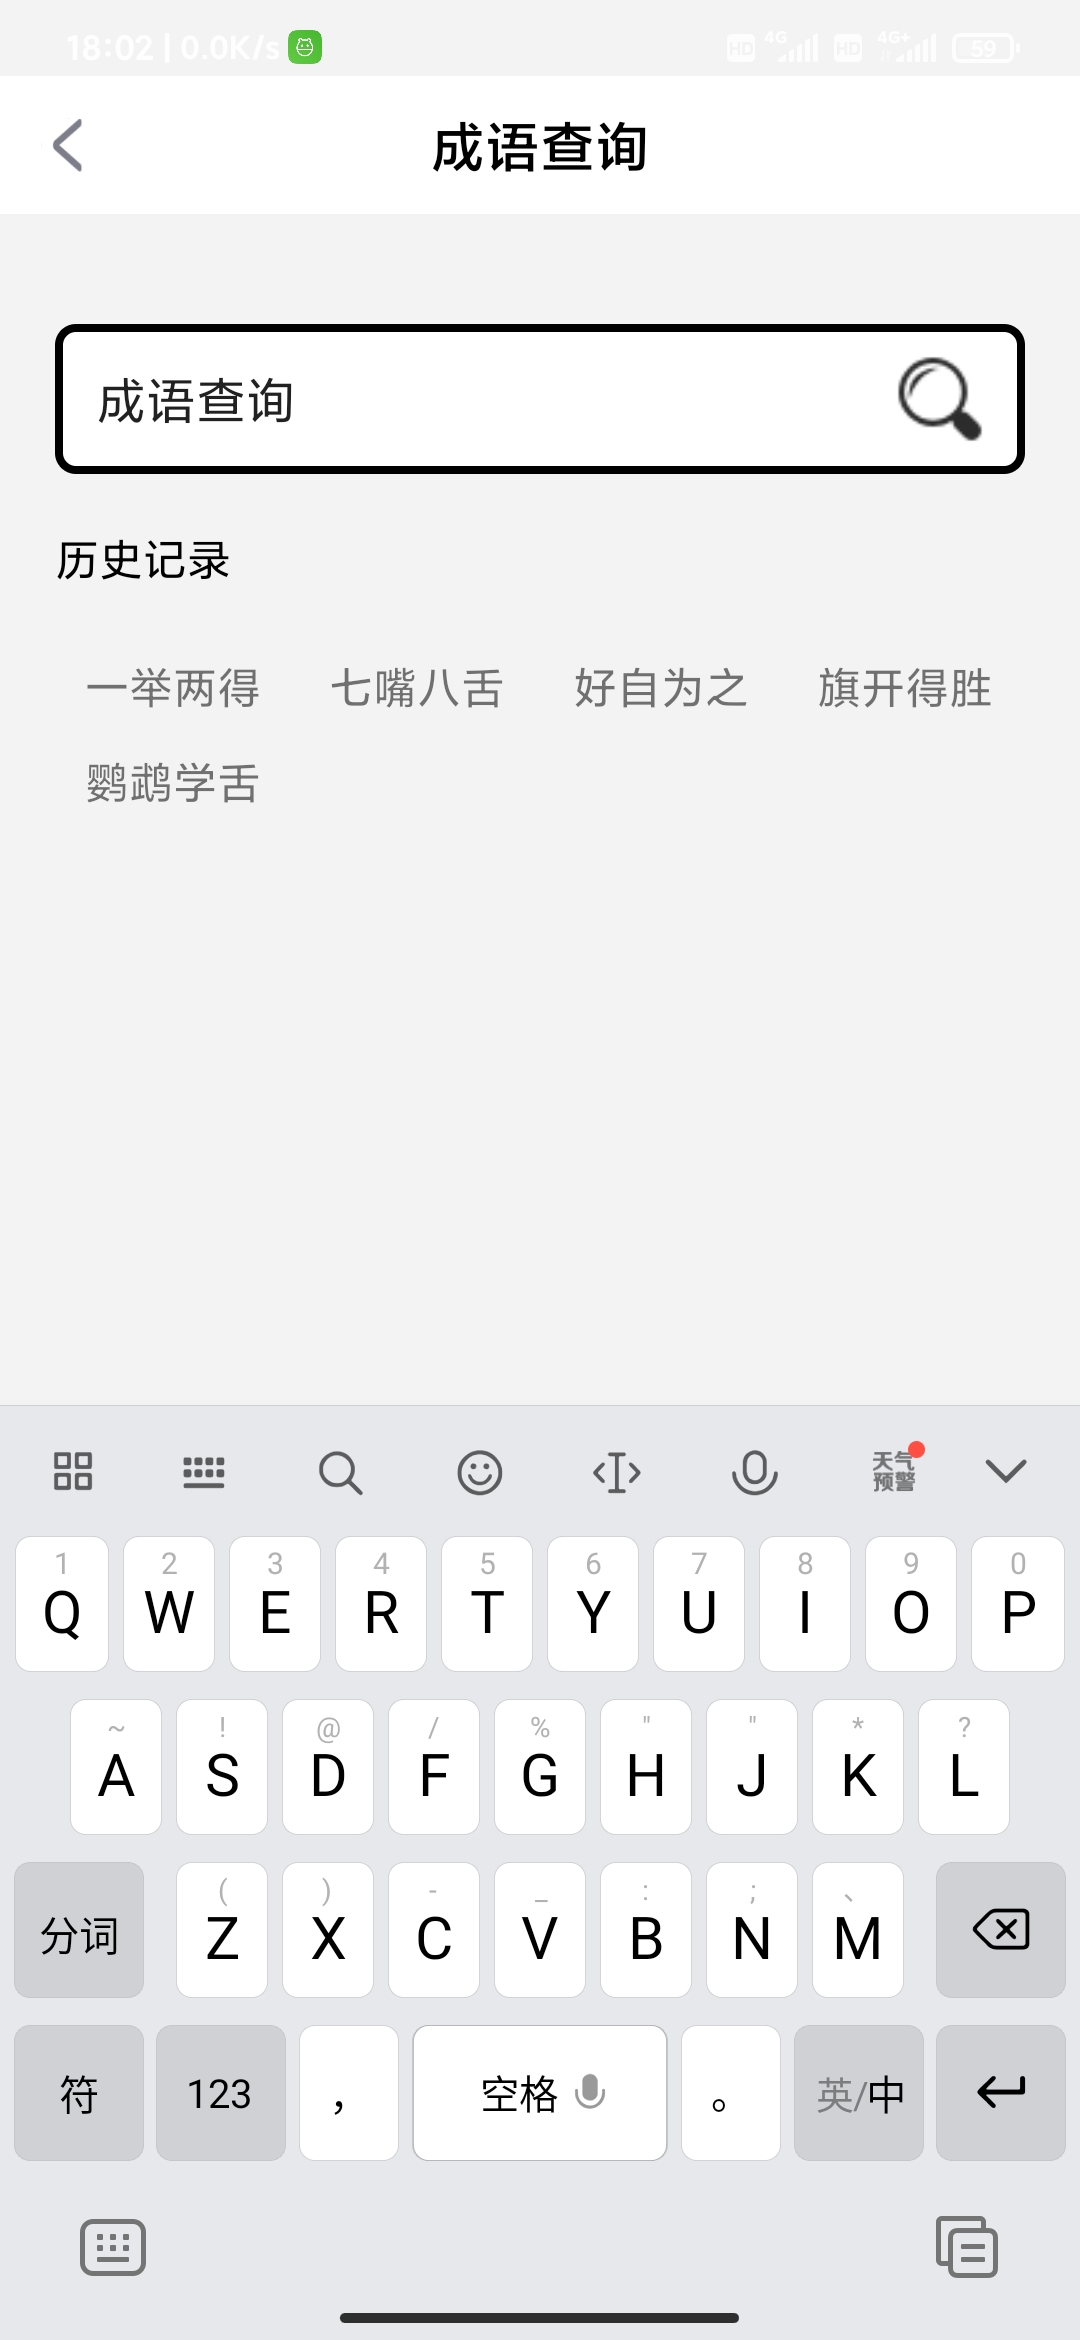 18:02 | 0.0K/s HD 4G HD 4G+ 59
成语查询
成语查询
历史记录
一举两得 七嘴八舌 好自为之 旗开得胜
鹦鹉学舌
天气
预警
1 2 3 4 5 6 7 8 9 0
Q W E R T Y U I O P
~ ! @ / % " " * ?
A S D F G H J K L
( ) - _ : ; 、
分词 Z X C V B N M
符 123 ， 空格 。 英/中